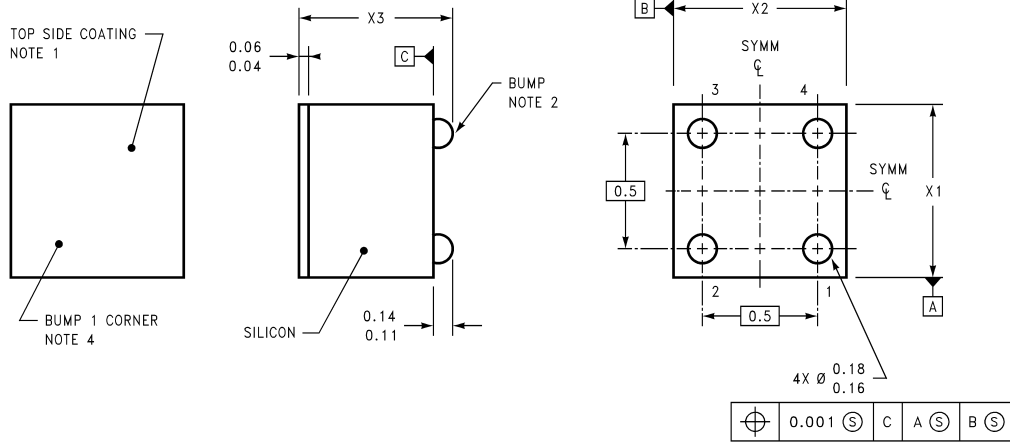 TOP SIDE COATING
NOTE 1
BUMP 1 CORNER
NOTE 4
X3
0.06
0.04
C
BUMP
NOTE 2
SILICON
0.14
0.11
B
X2
SYMM
℄
3
4
0.5
SYMM
℄
X1
2
1
0.5
A
4X Ø 0.18
0.16
⌖ 0.001 Ⓢ C A Ⓢ B Ⓢ